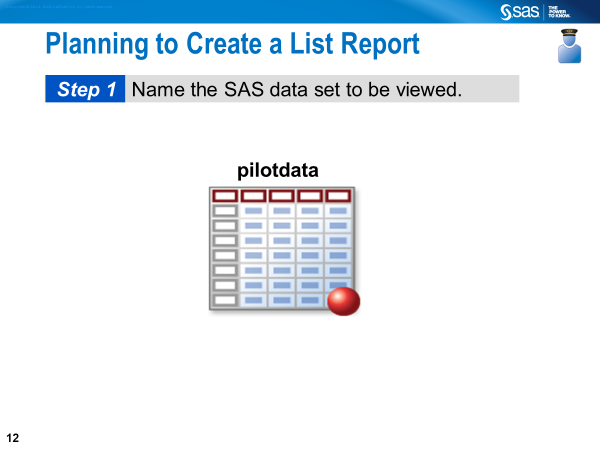 sas THE
POWER
TO KNOW.
Planning to Create a List Report
Step 1 Name the SAS data set to be viewed.
pilotdata
12